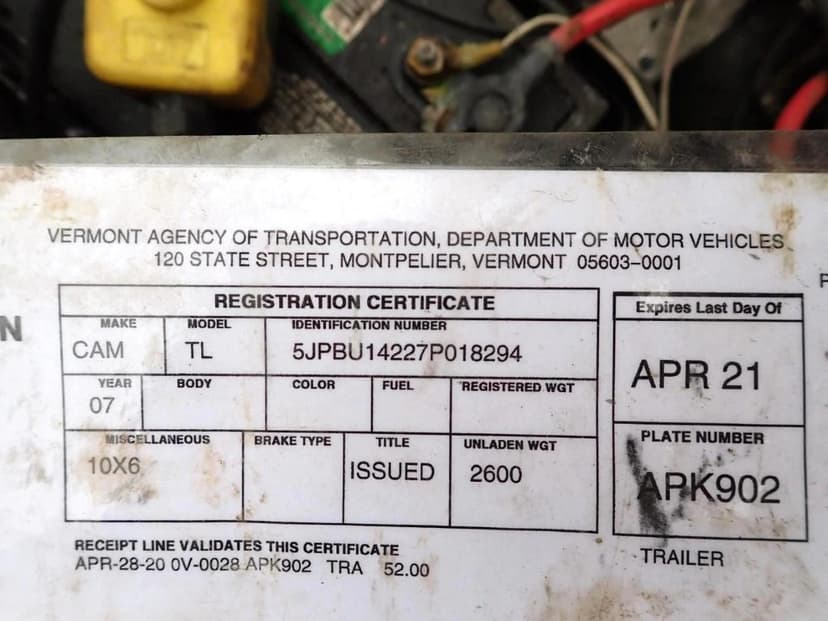 VERMONT AGENCY OF TRANSPORTATION, DEPARTMENT OF MOTOR VEHICLES
120 STATE STREET, MONTPELIER, VERMONT 05603-0001
N
REGISTRATION CERTIFICATE
MAKE MODEL IDENTIFICATION NUMBER
CAM TL 5JPBU14227P018294
YEAR BODY COLOR FUEL REGISTERED WGT
07
MISCELLANEOUS BRAKE TYPE TITLE UNLADEN WGT
10X6 ISSUED 2600
Expires Last Day Of
APR 21
PLATE NUMBER
APK902
TRAILER
RECEIPT LINE VALIDATES THIS CERTIFICATE
APR-28-20 0V-0028 APK902 TRA 52.00